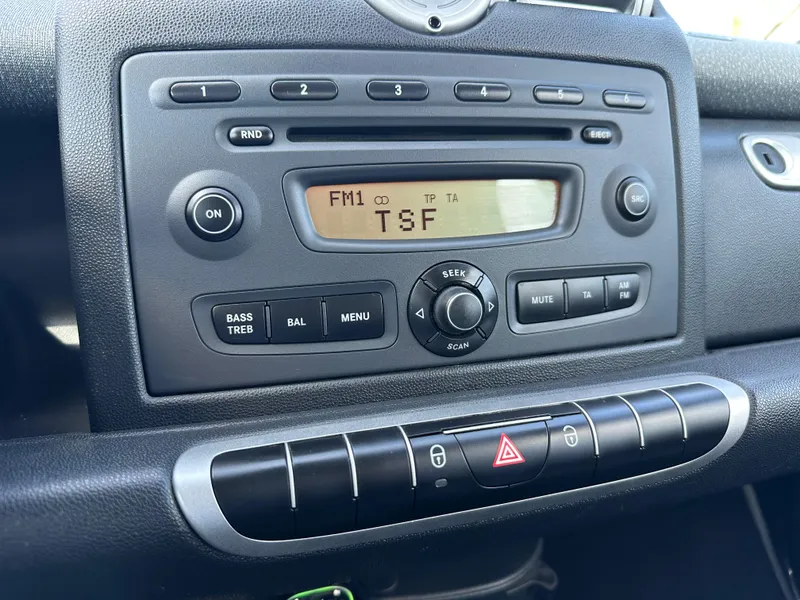 1 2 3 4 5 6
RND EJECT
FM1 TP TA
TSF
ON
SRC
SEEK
SCAN
BASS
TREB
BAL
MENU
MUTE
TA
AM
FM